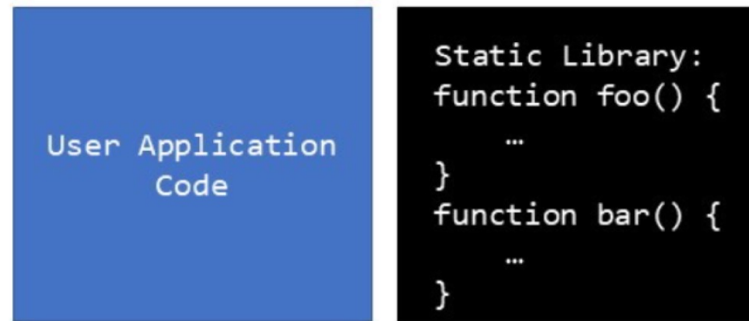 User Application
Code
Static Library:
function foo() {
…
}
function bar() {
…
}